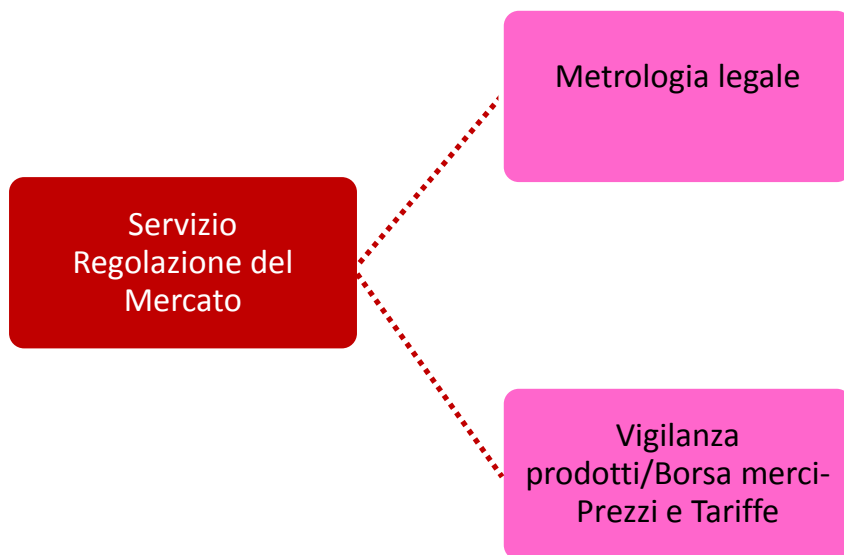 Metrologia legale
Servizio
Regolazione del
Mercato
Vigilanza
prodotti/Borsa merci-
Prezzi e Tariffe